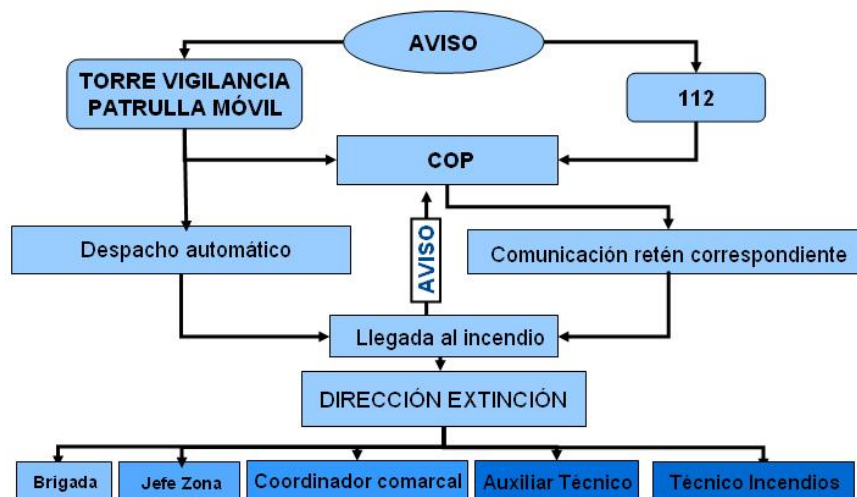 AVISO
TORRE VIGILANCIA
PATRULLA MÓVIL
112
COP
Despacho automático
AVISO
Comunicación retén correspondiente
Llegada al incendio
DIRECCIÓN EXTINCIÓN
Brigada
Jefe Zona
Coordinador comarcal
Auxiliar Técnico
Técnico Incendios